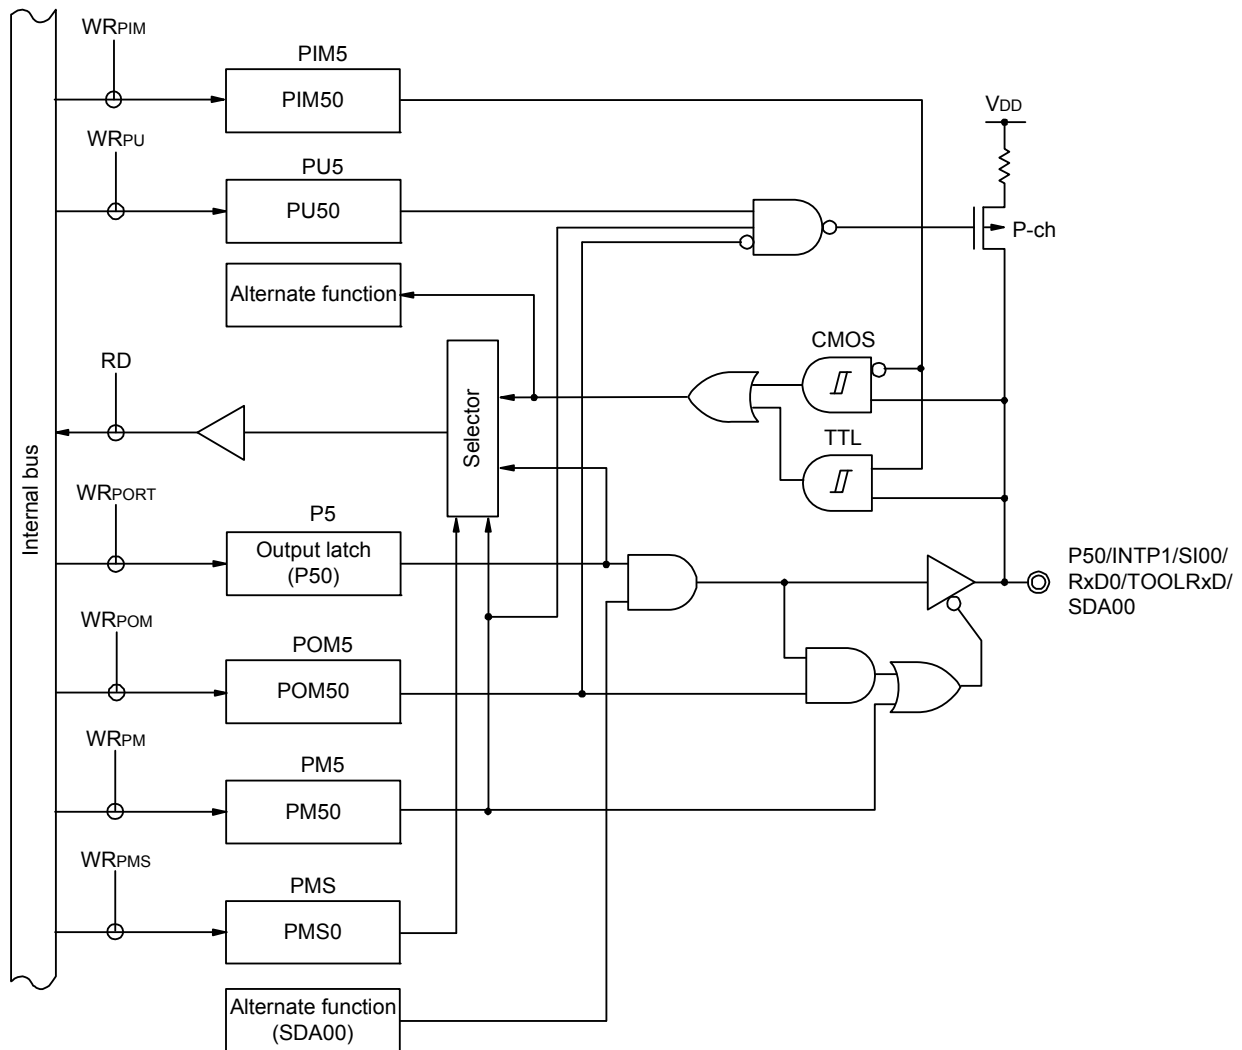 WRPIM
PIM5
PIM50
VDD
WRPU
PU5
PU50
P-ch
Alternate function
RD
CMOS
Selector
TTL
Internal bus
WRPORT
P5
Output latch
(P50)
P50/INTP1/SI00/
RxD0/TOOLRxD/
SDA00
WRPOM
POM5
POM50
WRPM
PM5
PM50
WRPMS
PMS
PMS0
Alternate function
(SDA00)